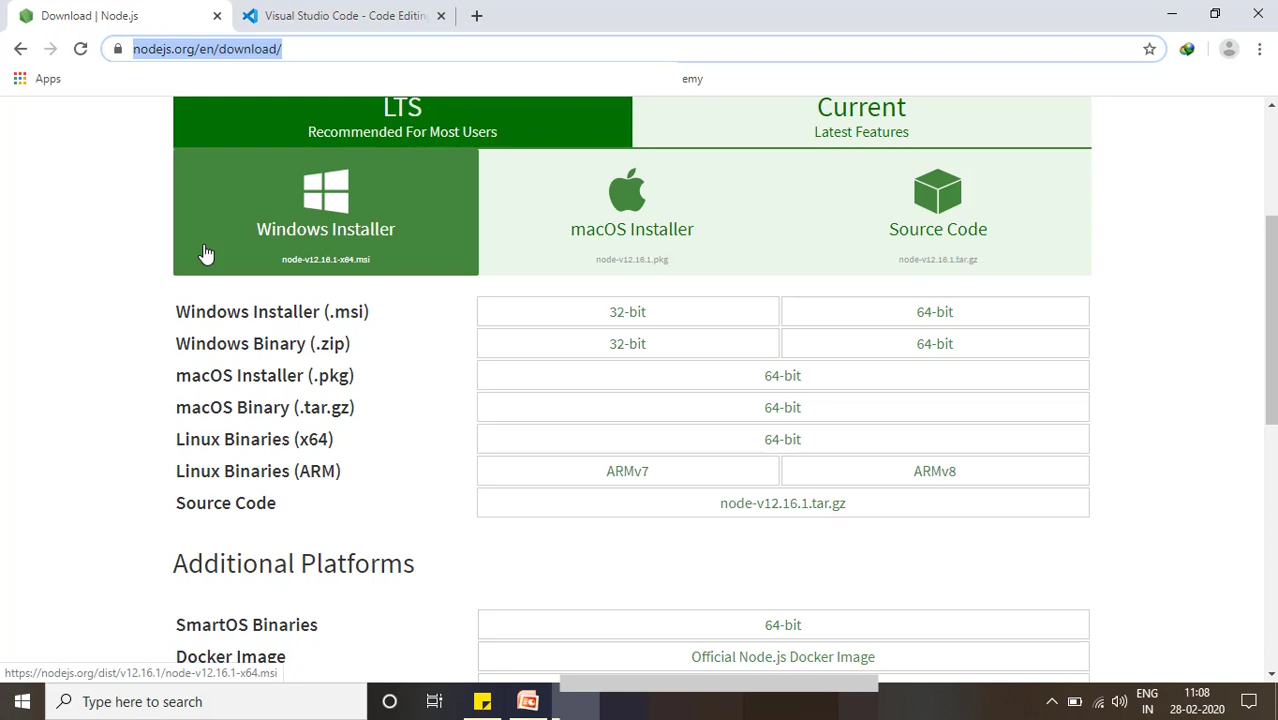 Download | Node.js
Visual Studio Code - Code Editing
nodejs.org/en/download/
Apps
emy
LTS
Recommended For Most Users
Current
Latest Features
Windows Installer
node-v12.16.1-x64.msi
macOS Installer
node-v12.16.1.pkg
Source Code
node-v12.16.1.tar.gz
Windows Installer (.msi) 32-bit 64-bit
Windows Binary (.zip) 32-bit 64-bit
macOS Installer (.pkg) 64-bit
macOS Binary (.tar.gz) 64-bit
Linux Binaries (x64) 64-bit
Linux Binaries (ARM) ARMv7 ARMv8
Source Code node-v12.16.1.tar.gz
Additional Platforms
SmartOS Binaries 64-bit
Docker Image Official Node.js Docker Image
https://nodejs.org/dist/v12.16.1/node-v12.16.1-x64.msi
Type here to search
ENG
IN
11:08
28-02-2020